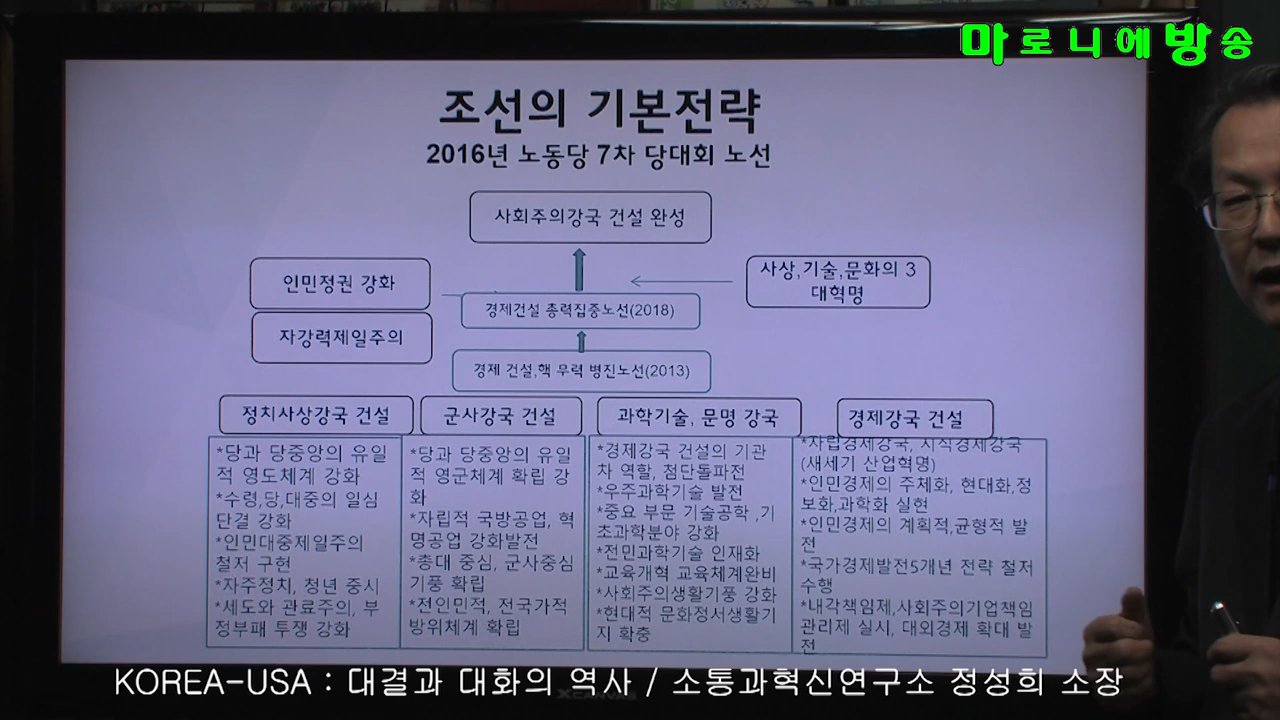 마로니에방송
조선의 기본전략
2016년 노동당 7차 당대회 노선
사회주의강국 건설 완성
인민정권 강화
사상,기술,문화의 3
대혁명
경제건설 총력집중노선(2018)
자강력제일주의
경제 건설,핵 무력 병진노선(2013)
정치사상강국 건설
*당과 당중앙의 유일
적 영도체계 강화
*수령,당,대중의 일심
단결 강화
*인민대중제일주의
철저 구현
*자주정치, 청년 중시
*세도와 관료주의, 부
정부패 투쟁 강화
군사강국 건설
*당과 당중앙의 유일
적 영군체계 확립 강
화
*자립적 국방공업, 혁
명공업 강화발전
*총대 중심, 군사중심
기풍 확립
*전인민적, 전국가적
방위체계 확립
과학기술, 문명 강국
*경제강국 건설의 기관
차 역할, 첨단돌파전
*우주과학기술 발전
*중요 부문 기술공학 ,기
초과학분야 강화
*전민과학기술 인재화
*교육개혁 교육체계완비
*사회주의생활기풍 강화
*현대적 문화정서생활기
지 확충
경제강국 건설
*자립경제강국, 지식경제강국
(새세기 산업혁명)
*인민경제의 주체화, 현대화,정
보화,과학화 실현
*인민경제의 계획적,균형적 발
전
*국가경제발전5개년 전략 철저
수행
*내각책임제,사회주의기업책임
관리제 실시, 대외경제 확대 발
전
KOREA-USA : 대결과 대화의 역사 / 소통과혁신연구소 정성희 소장